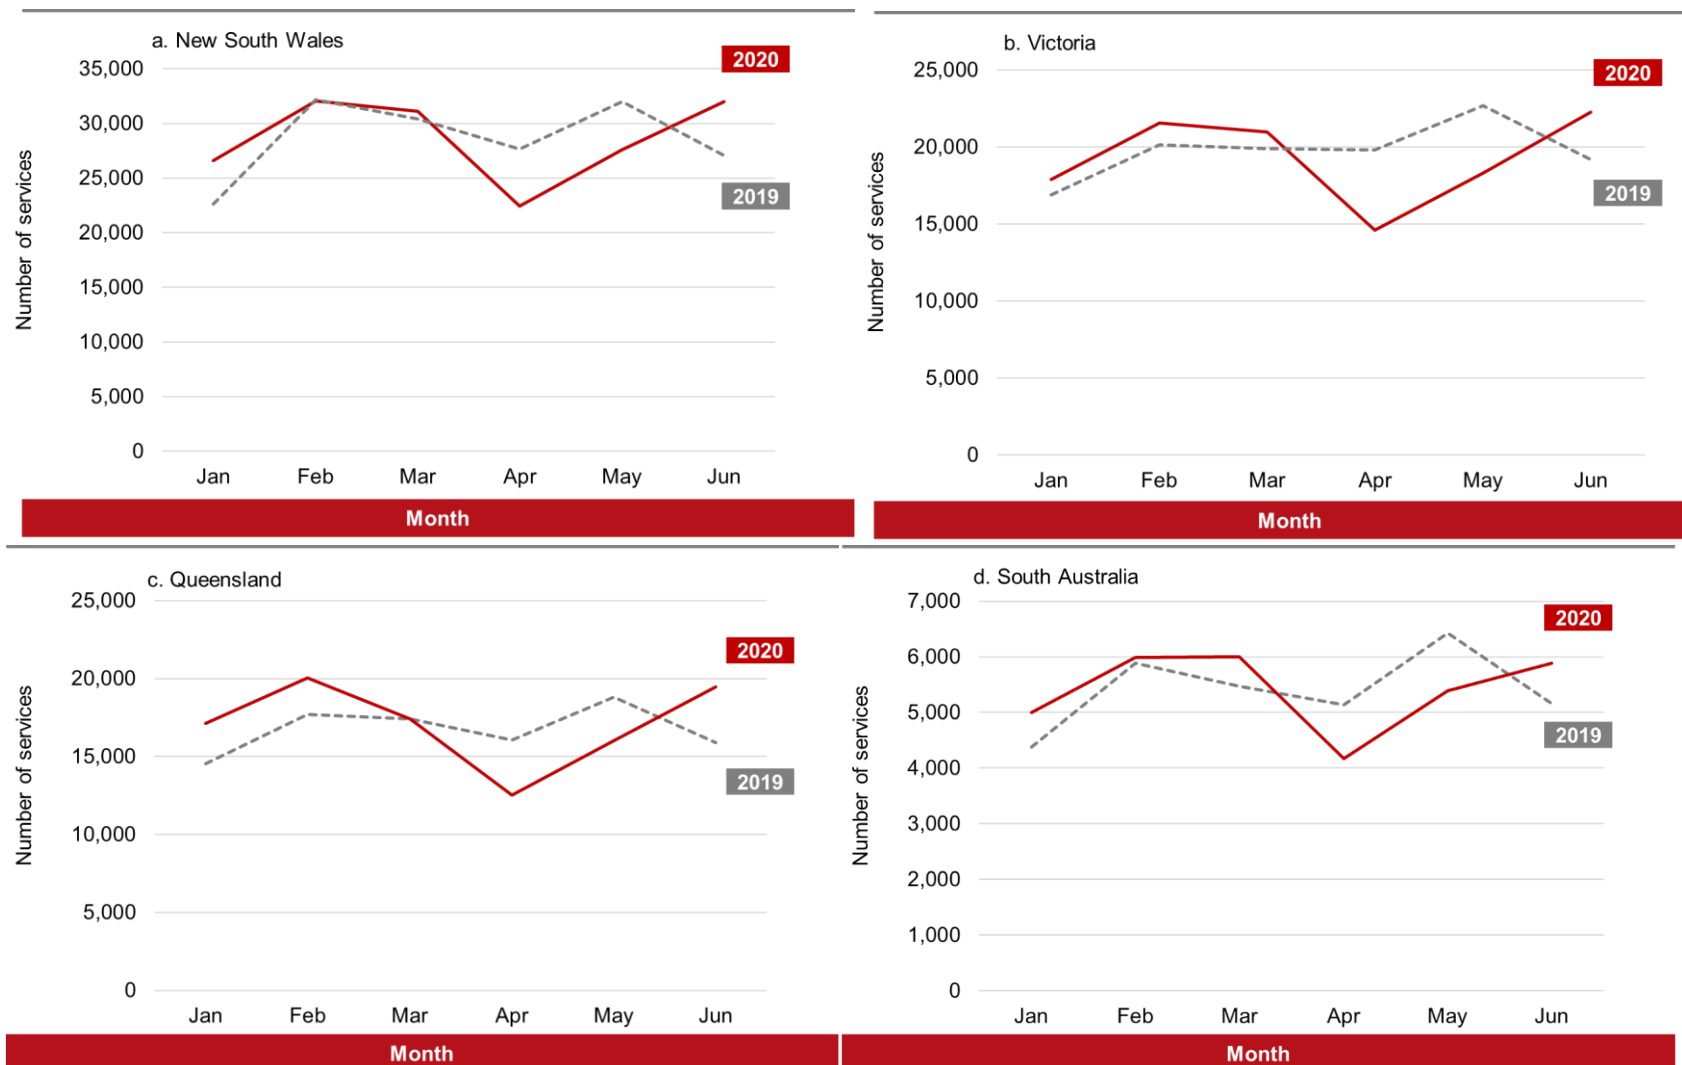 a. New South Wales
2020
35,000
30,000
25,000
20,000
15,000
10,000
5,000
0
Number of services
2019
Jan Feb Mar Apr May Jun
Month
b. Victoria
2020
25,000
20,000
15,000
10,000
5,000
0
Number of services
2019
Jan Feb Mar Apr May Jun
Month
c. Queensland
25,000
20,000
15,000
10,000
5,000
0
Number of services
2020
2019
Jan Feb Mar Apr May Jun
Month
d. South Australia
7,000
6,000
5,000
4,000
3,000
2,000
1,000
0
Number of services
2020
2019
Jan Feb Mar Apr May Jun
Month